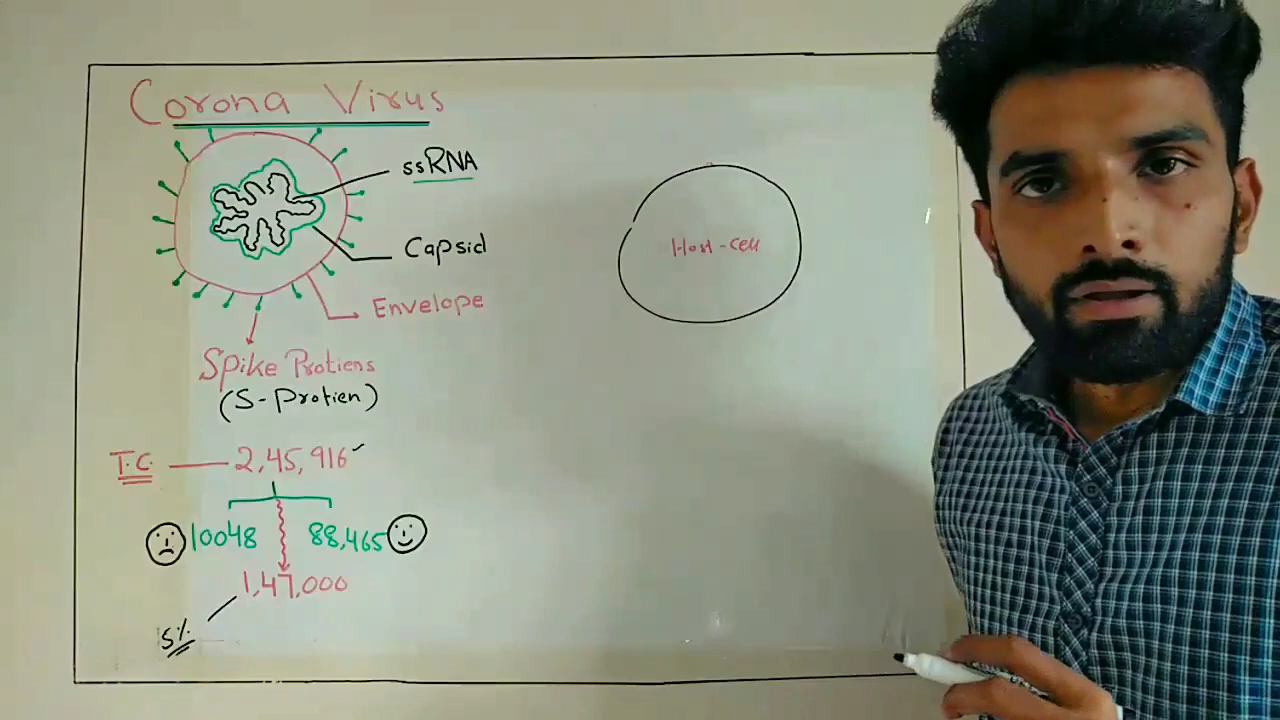 Corona Virus
ssRNA
Capsid
Envelope
Spike Protiens
(S-Protien)
Host-Cell
T.C. 2,45,916
10048 88,465
1,47,000
5%